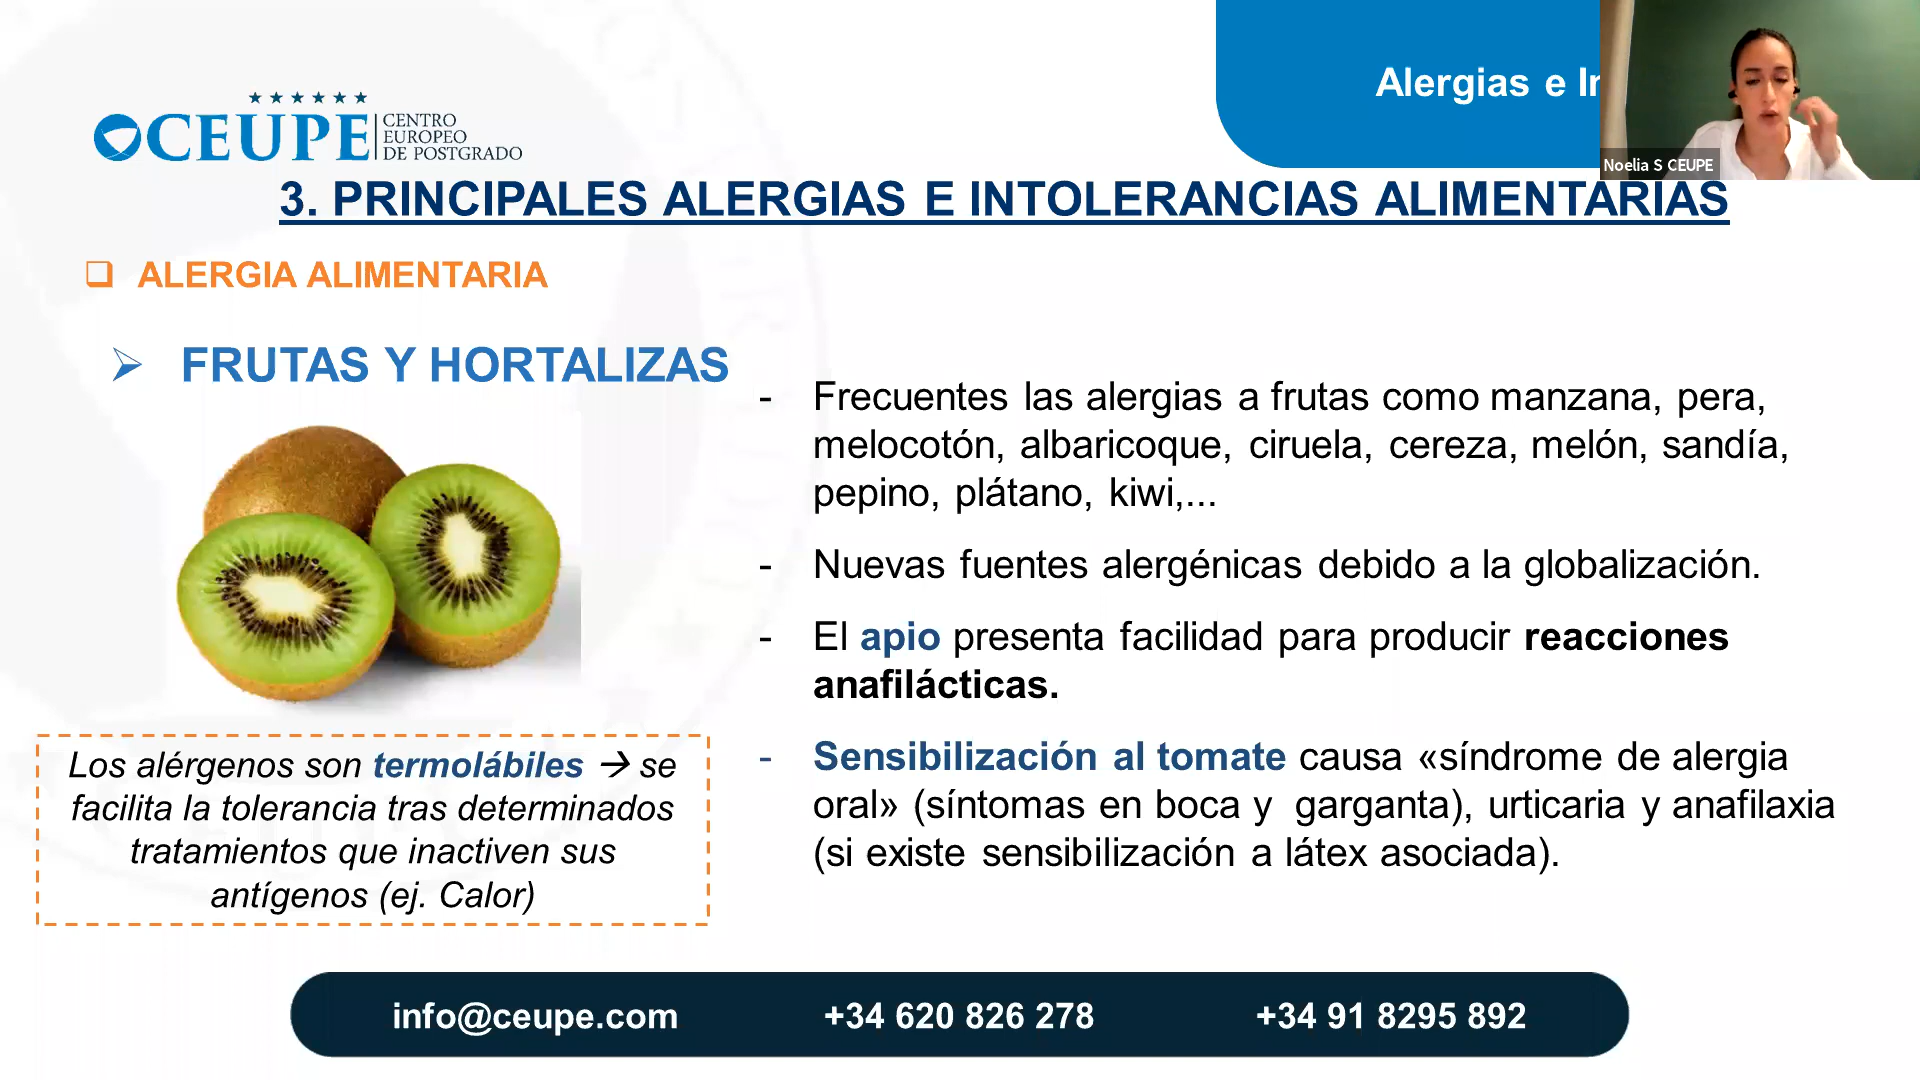 Alergias e In
CEUPE
CENTRO
EUROPEO
DE POSTGRADO
Noelia S CEUPE
3. PRINCIPALES ALERGIAS E INTOLERANCIAS ALIMENTARIAS
❑ ALERGIA ALIMENTARIA
➢ FRUTAS Y HORTALIZAS
- Frecuentes las alergias a frutas como manzana, pera,
melocotón, albaricoque, ciruela, cereza, melón, sandía,
pepino, plátano, kiwi,...
- Nuevas fuentes alergénicas debido a la globalización.
- El apio presenta facilidad para producir reacciones
anafilácticas.
- Sensibilización al tomate causa «síndrome de alergia
oral» (síntomas en boca y garganta), urticaria y anafilaxia
(si existe sensibilización a látex asociada).
Los alérgenos son termolábiles → se
facilita la tolerancia tras determinados
tratamientos que inactiven sus
antígenos (ej. Calor)
info@ceupe.com +34 620 826 278 +34 91 8295 892